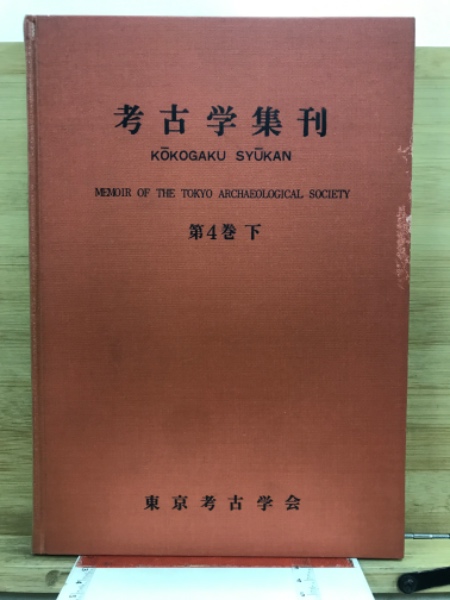 考古学集刊
KŌKOGAKU SYŪKAN
MEMOIR OF THE TOKYO ARCHAEOLOGICAL SOCIETY
第4巻 下
東京考古学会